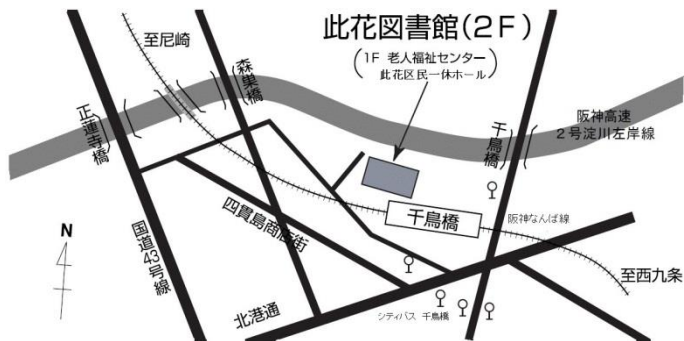 此花図書館(2F)
(1F 老人福祉センター
此花区民一休ホール)
至尼崎
森巣橋
正蓮寺橋
千鳥橋
阪神高速
2号淀川左岸線
四貫島商店街
千鳥橋
阪神なんば線
N
国道43号線
至西九条
北港通
シティバス 千鳥橋